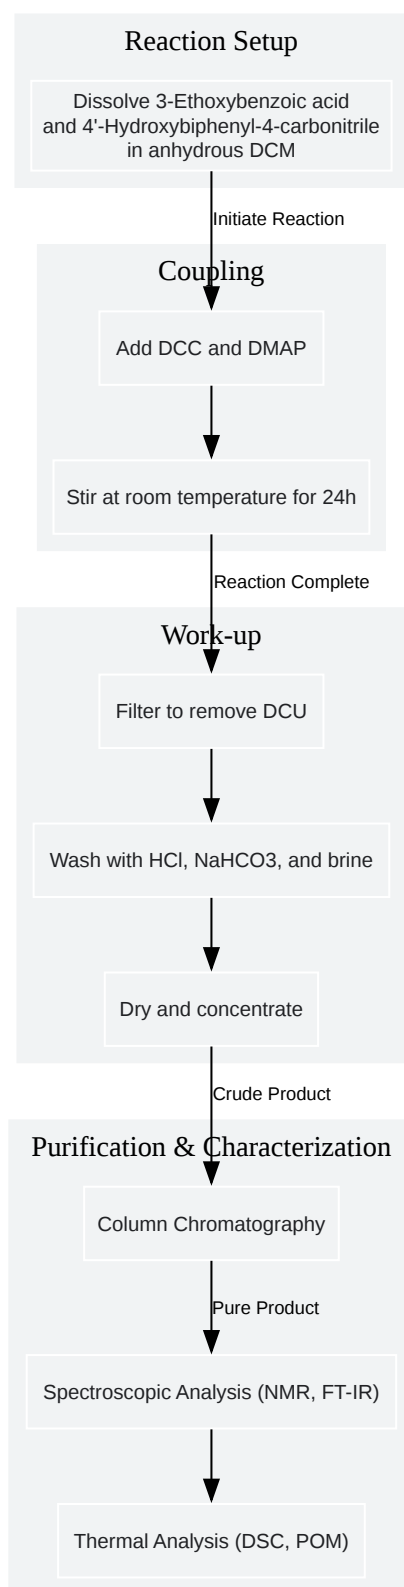 Reaction Setup
Dissolve 3-Ethoxybenzoic acid
and 4'-Hydroxybiphenyl-4-carbonitrile
in anhydrous DCM
Initiate Reaction
Coupling
Add DCC and DMAP
Stir at room temperature for 24h
Reaction Complete
Work-up
Filter to remove DCU
Wash with HCl, NaHCO3, and brine
Dry and concentrate
Crude Product
Purification & Characterization
Column Chromatography
Pure Product
Spectroscopic Analysis (NMR, FT-IR)
Thermal Analysis (DSC, POM)